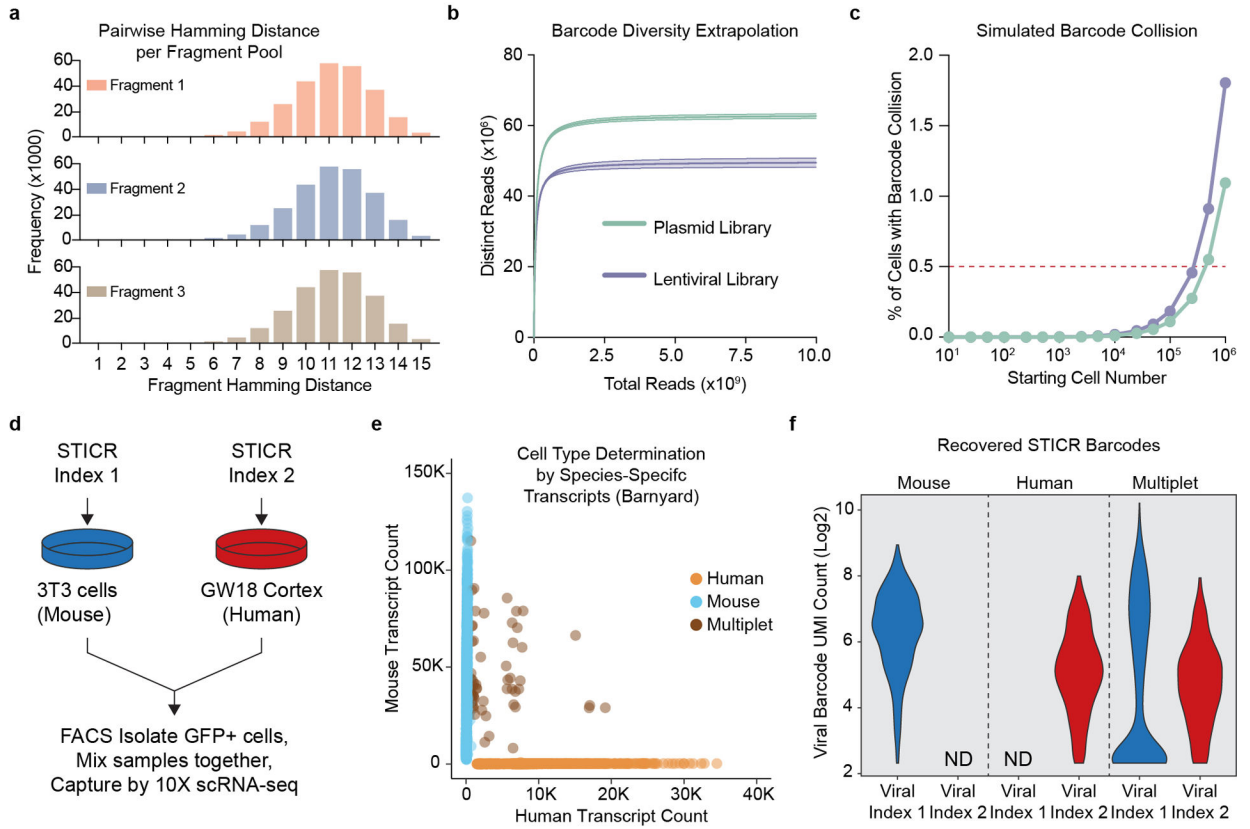 a
Pairwise Hamming Distance
per Fragment Pool
Frequency (x1000)
60
40
20
0
Fragment 1
60
40
20
0
Fragment 2
60
40
20
0
Fragment 3
1 2 3 4 5 6 7 8 9 10 11 12 13 14 15
Fragment Hamming Distance
b
Barcode Diversity Extrapolation
Distinct Reads (x10⁶)
80
60
40
20
0
Plasmid Library
Lentiviral Library
0 2.5 5.0 7.5 10.0
Total Reads (x10⁹)
c
Simulated Barcode Collision
% of Cells with Barcode Collision
2.0
1.5
1.0
0.5
0.0
10¹ 10² 10³ 10⁴ 10⁵ 10⁶
Starting Cell Number
d
STICR
Index 1
STICR
Index 2
3T3 cells
(Mouse)
GW18 Cortex
(Human)
FACS Isolate GFP+ cells,
Mix samples together,
Capture by 10X scRNA-seq
e
Cell Type Determination
by Species-Specifc
Transcripts (Barnyard)
Mouse Transcript Count
150K
100K
50K
0
Human
Mouse
Multiplet
0 10K 20K 30K 40K
Human Transcript Count
f
Recovered STICR Barcodes
Mouse Human Multiplet
Viral Barcode UMI Count (Log2)
10
8
6
4
2
ND
ND
Viral
Index 1
Viral
Index 2
Viral
Index 1
Viral
Index 2
Viral
Index 1
Viral
Index 2